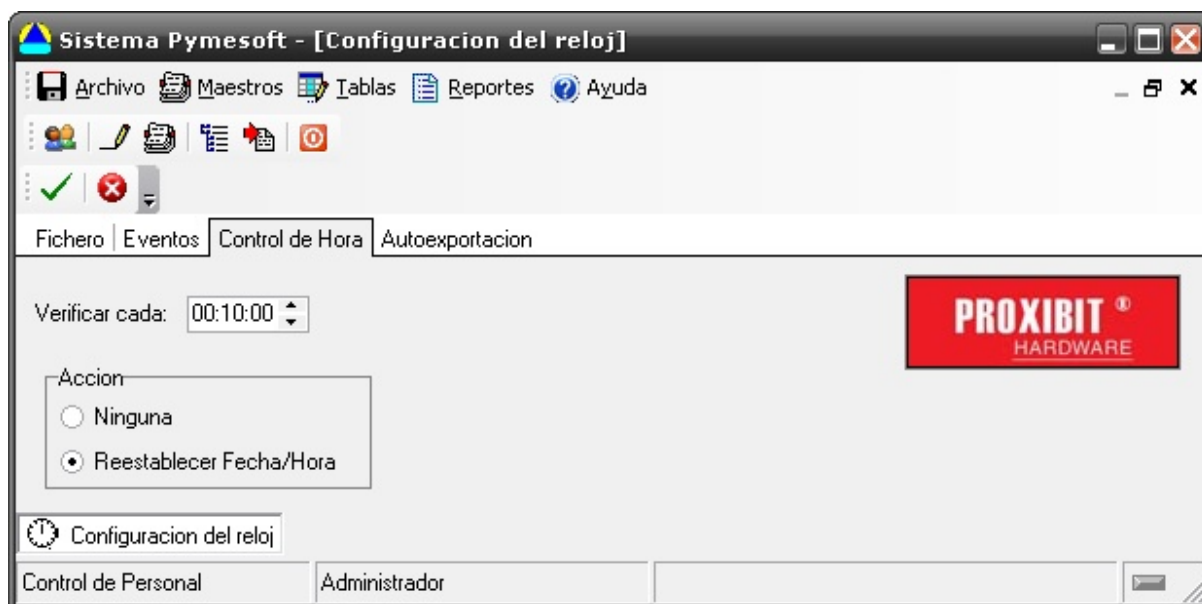 Sistema Pymesoft - [Configuracion del reloj]
Archivo Maestros Tablas Reportes Ayuda
Fichero Eventos Control de Hora Autoexportacion
Verificar cada: 00:10:00
PROXIBIT ®
HARDWARE
Accion
Ninguna
Reestablecer Fecha/Hora
Configuracion del reloj
Control de Personal Administrador